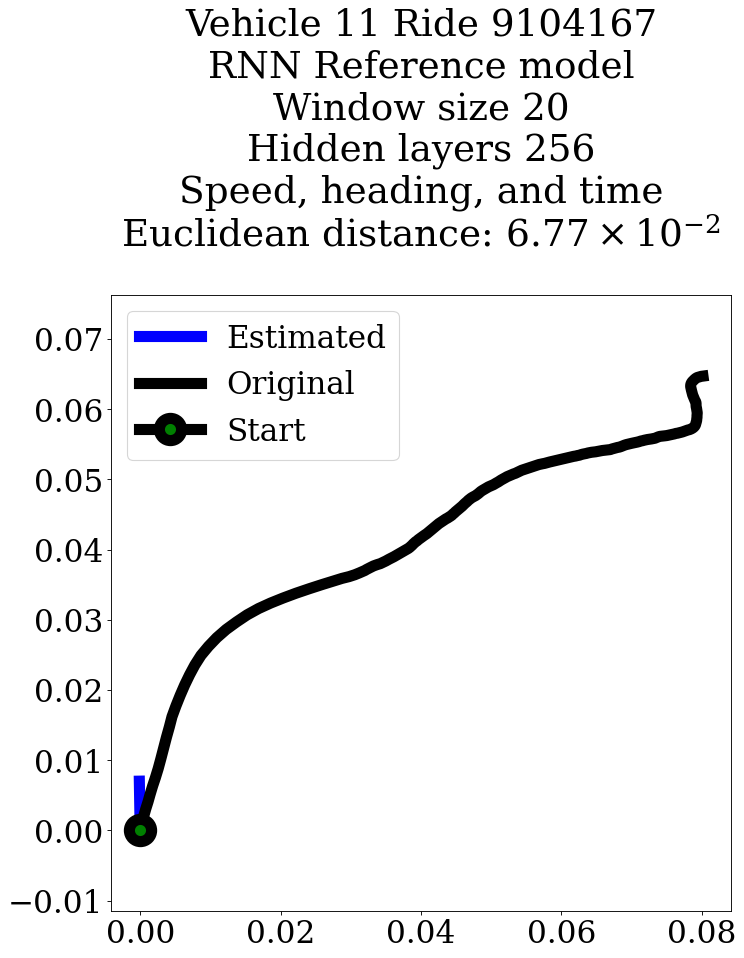 Vehicle 11 Ride 9104167
RNN Reference model
Window size 20
Hidden layers 256
Speed, heading, and time
Euclidean distance: 6.77 × 10⁻²
Estimated
Original
Start
0.07
0.06
0.05
0.04
0.03
0.02
0.01
0.00
−0.01
0.00 0.02 0.04 0.06 0.08